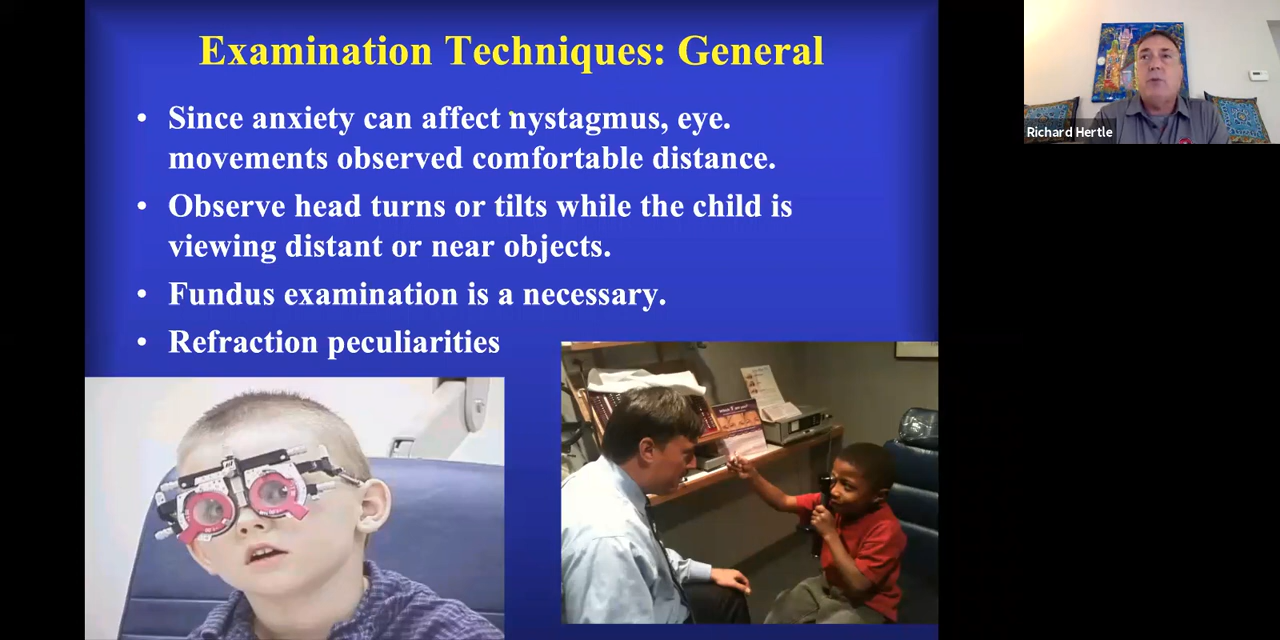 Examination Techniques: General
• Since anxiety can affect nystagmus, eye.
movements observed comfortable distance.
• Observe head turns or tilts while the child is
viewing distant or near objects.
• Fundus examination is a necessary.
• Refraction peculiarities
Richard Hertle